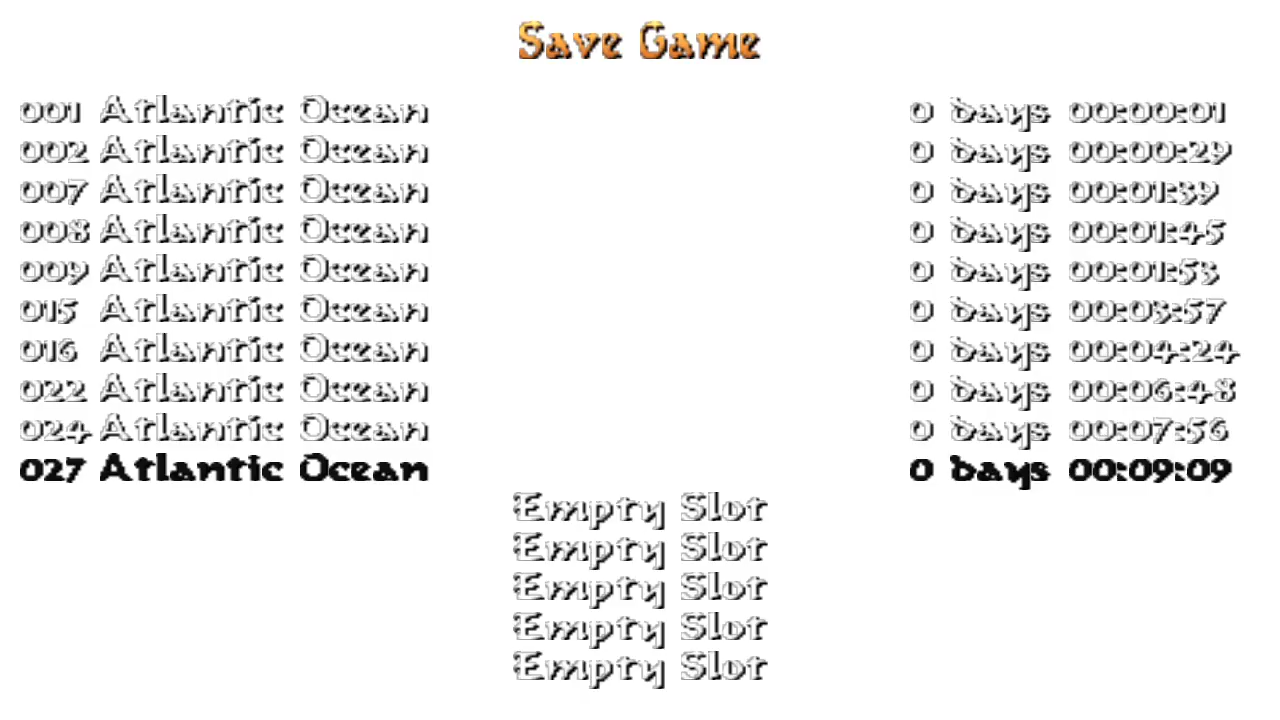 Save Game
001 Atlantic Ocean 0 days 00:00:01
002 Atlantic Ocean 0 days 00:00:29
007 Atlantic Ocean 0 days 00:01:39
008 Atlantic Ocean 0 days 00:01:45
009 Atlantic Ocean 0 days 00:01:53
015 Atlantic Ocean 0 days 00:03:57
016 Atlantic Ocean 0 days 00:04:24
022 Atlantic Ocean 0 days 00:06:48
024 Atlantic Ocean 0 days 00:07:56
027 Atlantic Ocean 0 days 00:09:09
Empty Slot
Empty Slot
Empty Slot
Empty Slot
Empty Slot